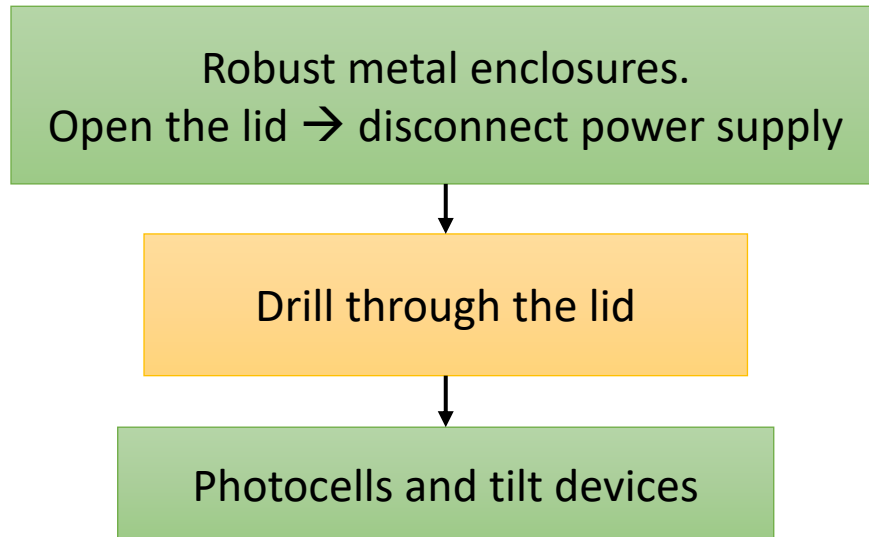 Robust metal enclosures.
Open the lid → disconnect power supply
Drill through the lid
Photocells and tilt devices